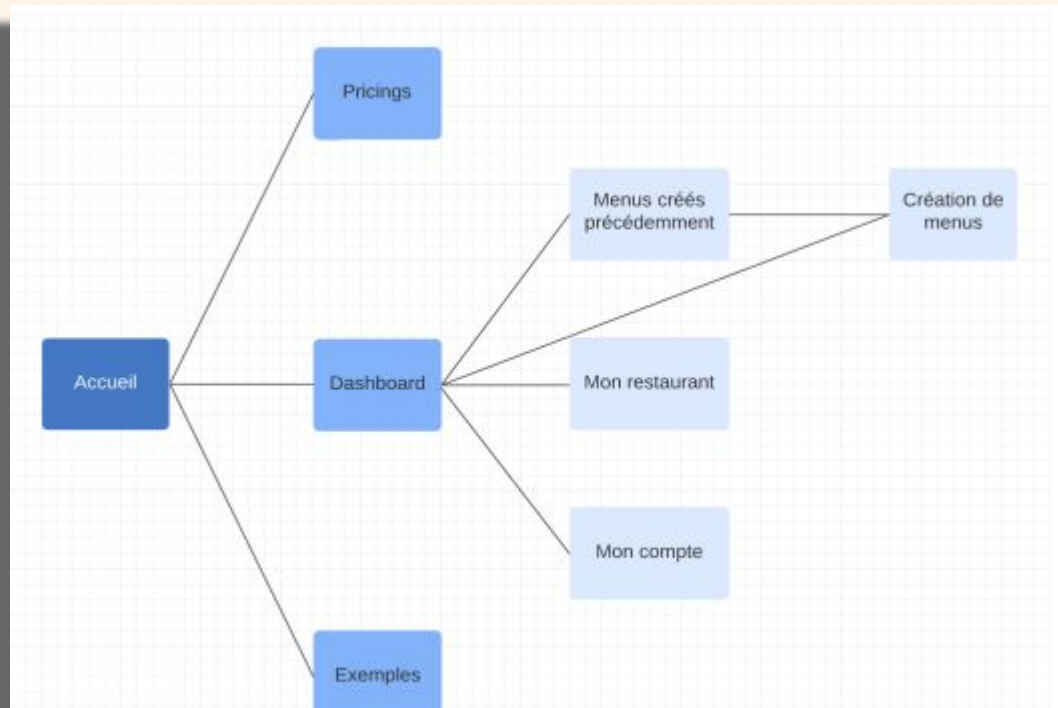 Pricings
Menus créés
précédemment
Création de
menus
Accueil
Dashboard
Mon restaurant
Mon compte
Exemples